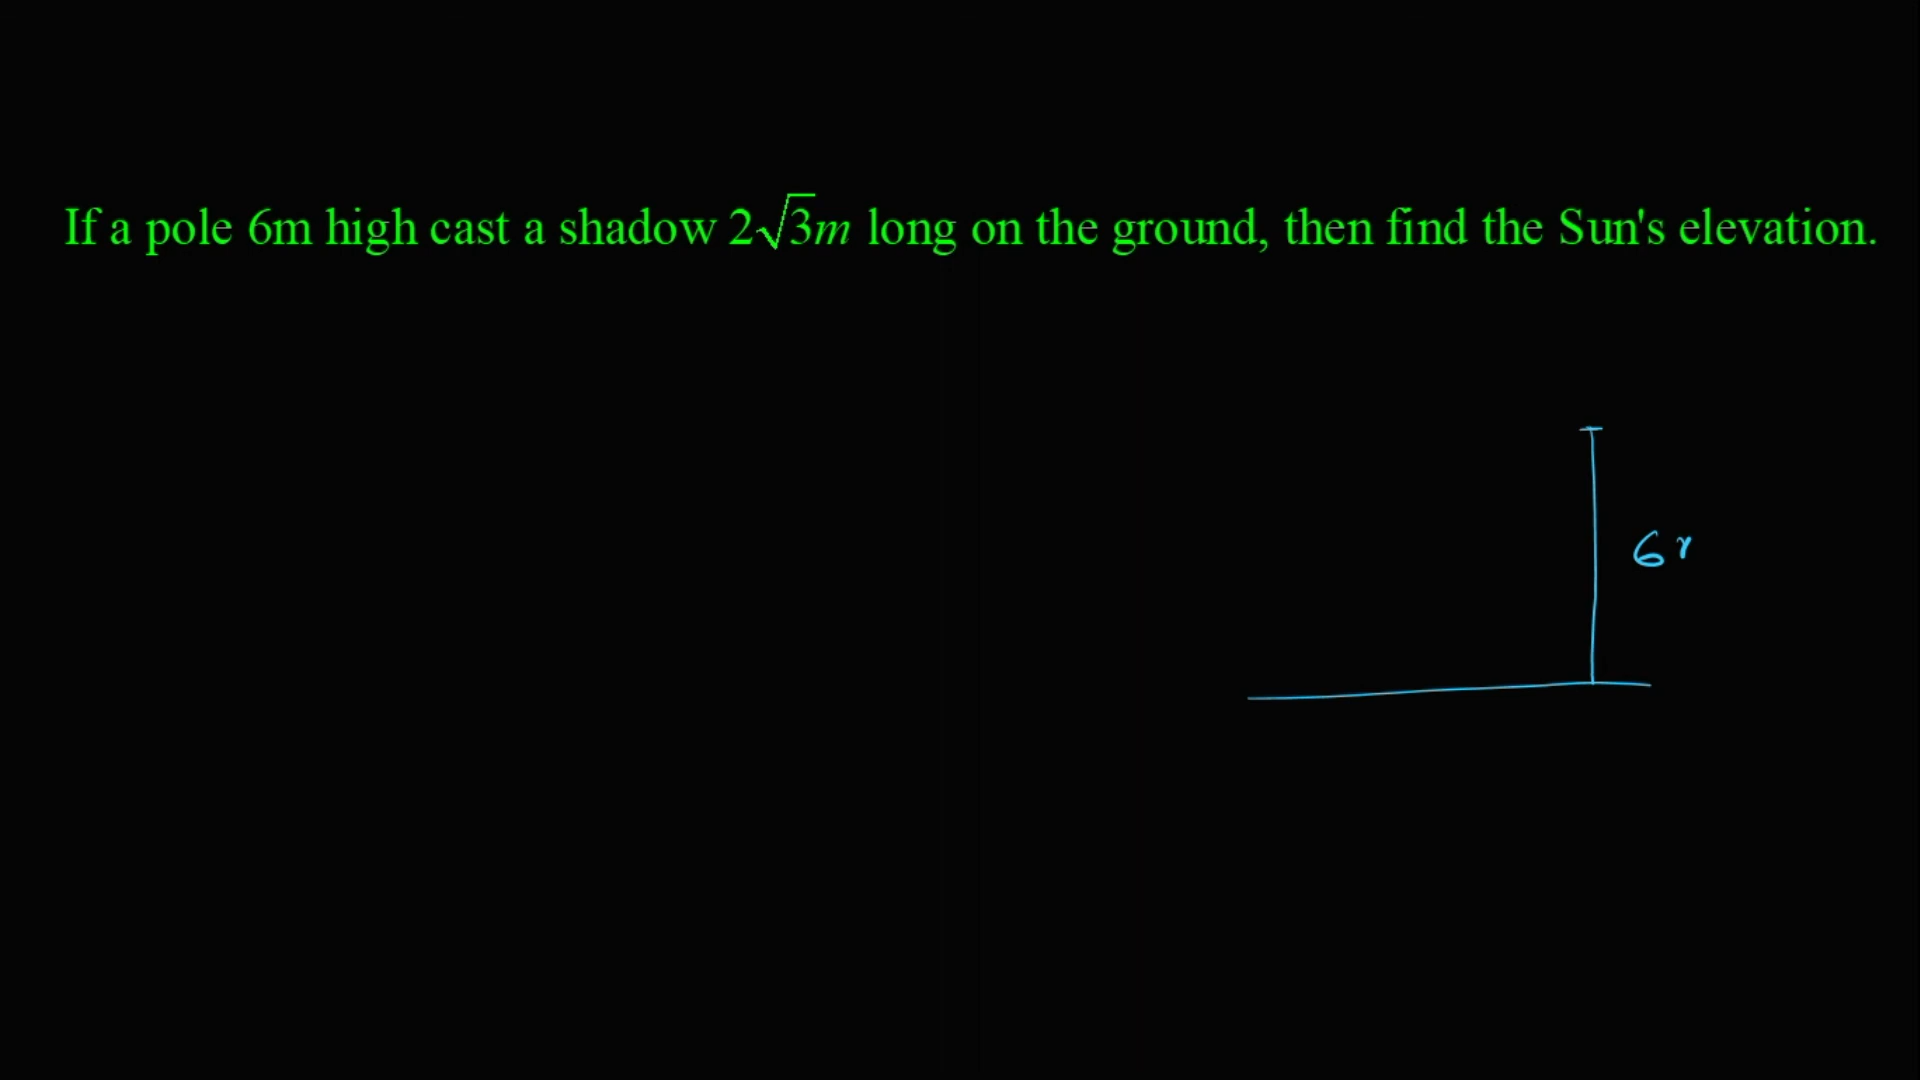 If a pole 6m high cast a shadow 2√3m long on the ground, then find the Sun's elevation.
6